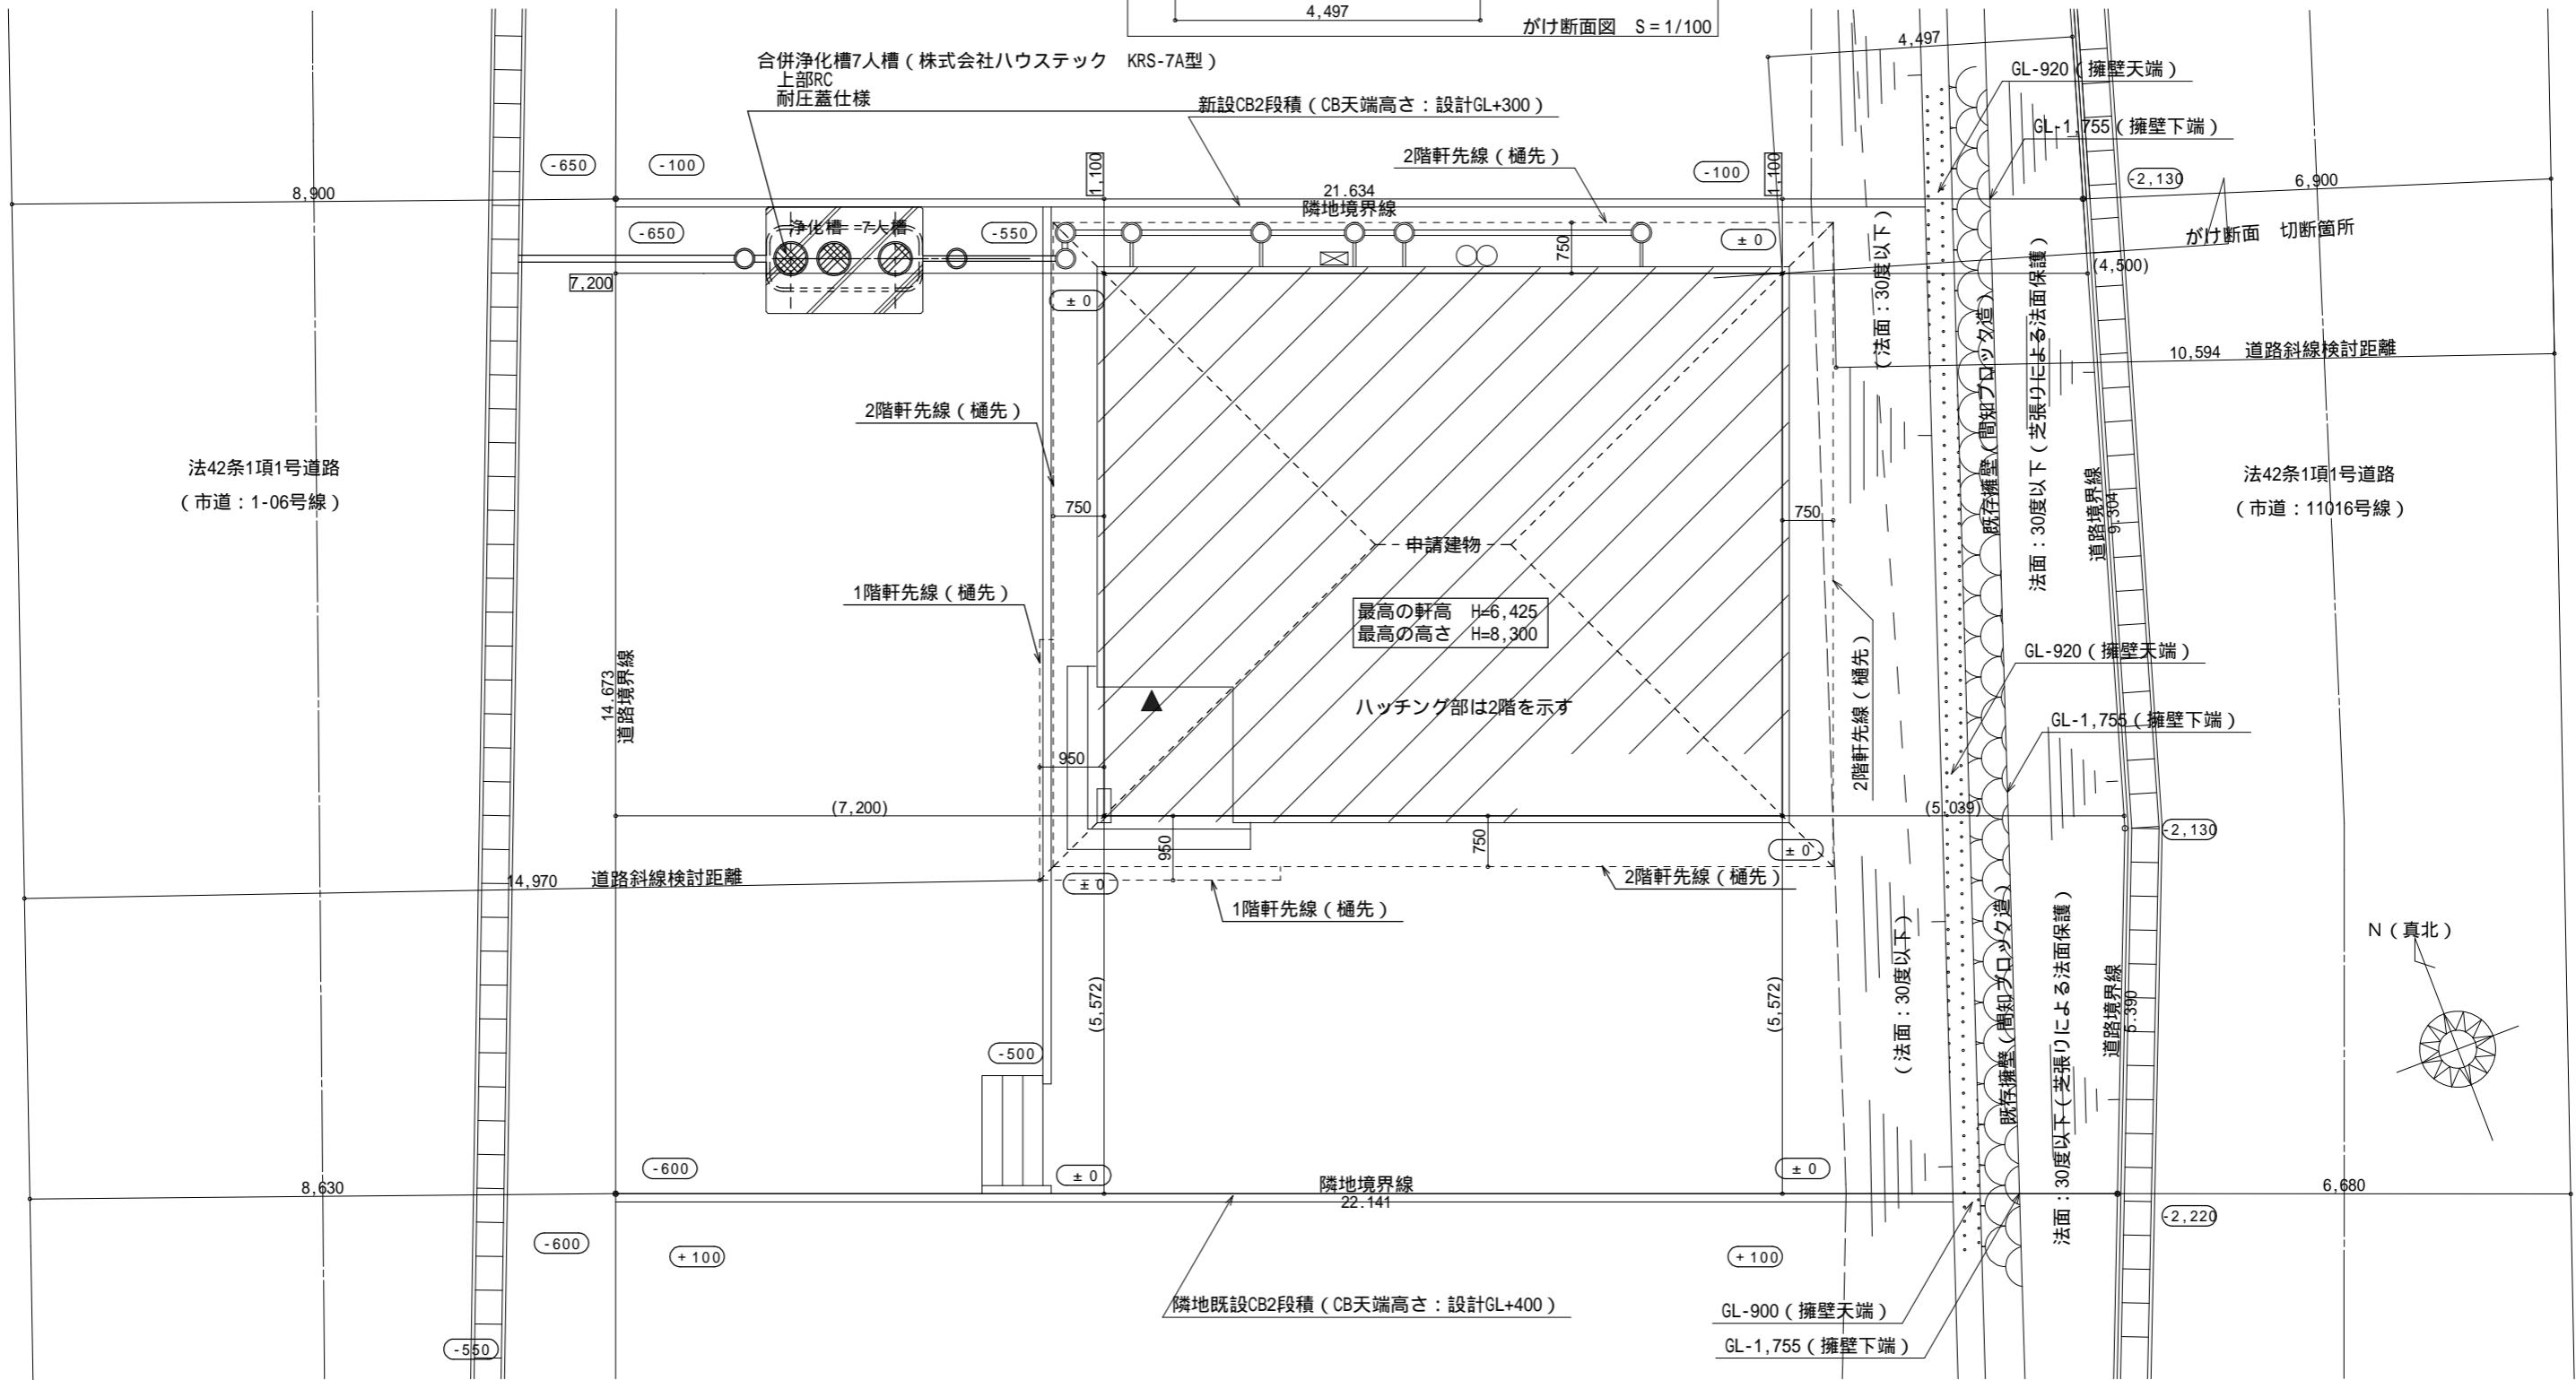 4,497
がけ断面図 S=1/100
合併浄化槽7人槽（株式会社ハウステック KRS-7A型）
上部RC
耐圧蓋仕様
新設CB2段積（CB天端高さ：設計GL+300）
2階軒先線（樋先）
4,497
GL-920（擁壁天端）
GL-1,755（擁壁下端）
-650
-100
1,100
-100
1,100
-2,130
8,900
21.634
隣地境界線
6,900
-650
浄化槽 7人槽
-550
750
±0
がけ断面 切断箇所
7,200
±0
(4,500)
（法面：30度以下）
既存擁壁（間知ブロック造）
法面：30度以下（芝張りによる法面保護）
10,594 道路斜線検討距離
2階軒先線（樋先）
法42条1項1号道路
（市道：1-06号線）
法42条1項1号道路
（市道：11016号線）
道路境界線
9.304
750
750
申請建物
1階軒先線（樋先）
最高の軒高 H=6,425
最高の高さ H=8,300
14.673
道路境界線
2階軒先線（樋先）
GL-920（擁壁天端）
ハッチング部は2階を示す
GL-1,755（擁壁下端）
950
(7,200)
(5,039)
950
750
±0
-2,130
14,970 道路斜線検討距離
±0
2階軒先線（樋先）
1階軒先線（樋先）
（法面：30度以下）
既存擁壁（間知ブロック造）
法面：30度以下（芝張りによる法面保護）
道路境界線
5.390
N（真北）
(5,572)
(5,572)
-500
-600
±0
±0
8,630
隣地境界線
22.141
6,680
-2,220
-600
+100
+100
隣地既設CB2段積（CB天端高さ：設計GL+400）
GL-900（擁壁天端）
GL-1,755（擁壁下端）
-550